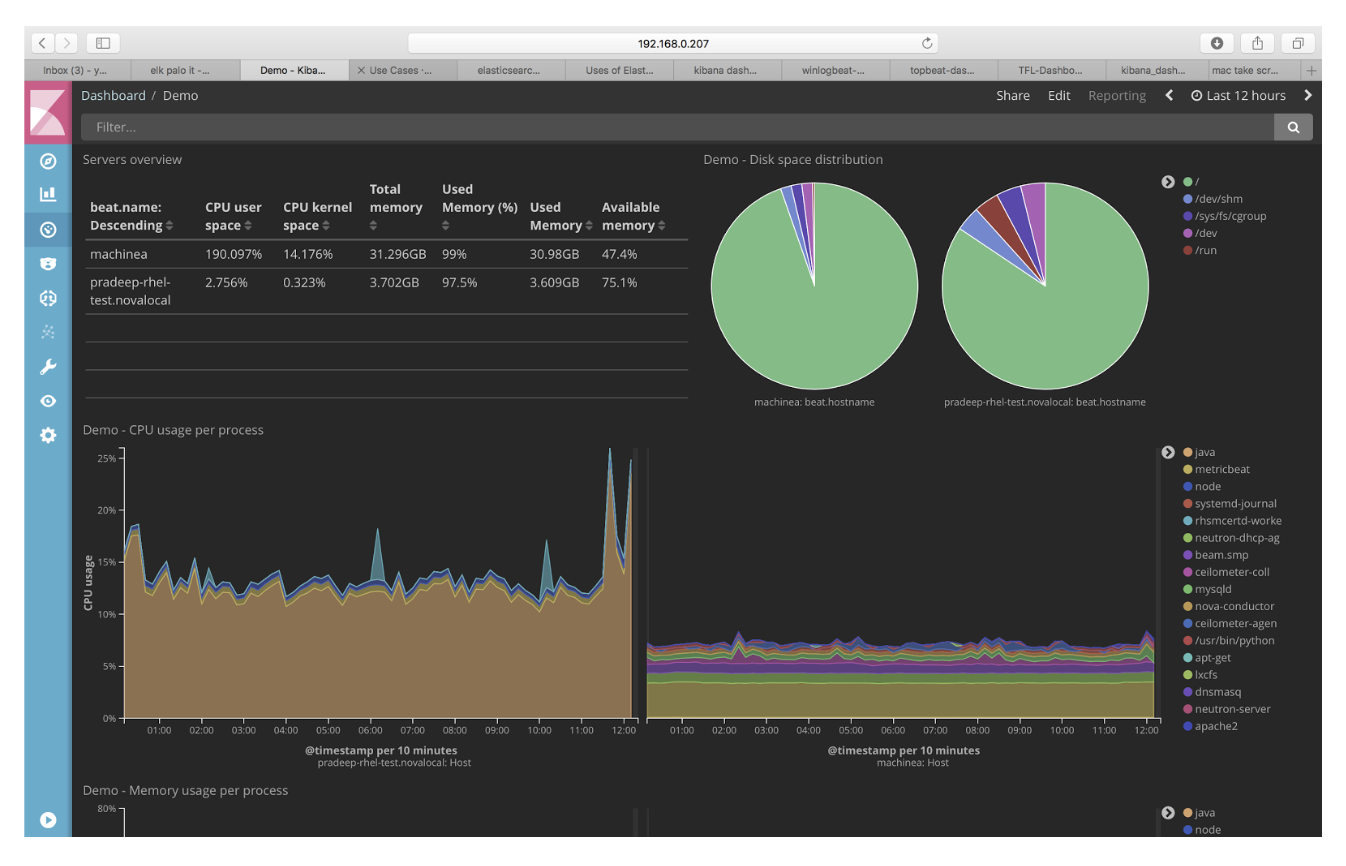 192.168.0.207
Inbox (3) - y...
elk palo it -...
Demo - Kiba...
Use Cases -...
elasticsearc...
Uses of Elast...
kibana dash...
winlogbeat-...
topbeat-das...
TFL-Dashbo...
kibana_dash...
mac take scr...
Dashboard / Demo
Share Edit Reporting Last 12 hours
Filter...
Servers overview
beat.name: Descending
CPU user space
CPU kernel space
Total memory
Used Memory (%)
Used Memory
Available memory
machinea 190.097% 14.176% 31.296GB 99% 30.98GB 47.4%
pradeep-rhel-test.novalocal 2.756% 0.323% 3.702GB 97.5% 3.609GB 75.1%
Demo - Disk space distribution
machinea: beat.hostname
pradeep-rhel-test.novalocal: beat.hostname
/
/dev/shm
/sys/fs/cgroup
/dev
/run
Demo - CPU usage per process
CPU usage
25%
20%
15%
10%
5%
0%
01:00 02:00 03:00 04:00 05:00 06:00 07:00 08:00 09:00 10:00 11:00 12:00
@timestamp per 10 minutes
pradeep-rhel-test.novalocal: Host
01:00 02:00 03:00 04:00 05:00 06:00 07:00 08:00 09:00 10:00 11:00 12:00
@timestamp per 10 minutes
machinea: Host
java
metricbeat
node
systemd-journal
rhsmcertd-worke
neutron-dhcp-ag
beam.smp
ceilometer-coll
mysqld
nova-conductor
ceilometer-agen
/usr/bin/python
apt-get
lxcfs
dnsmasq
neutron-server
apache2
Demo - Memory usage per process
80%
java
node